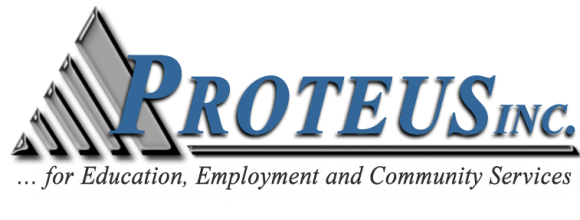 PROTEUS INC.
... for Education, Employment and Community Services